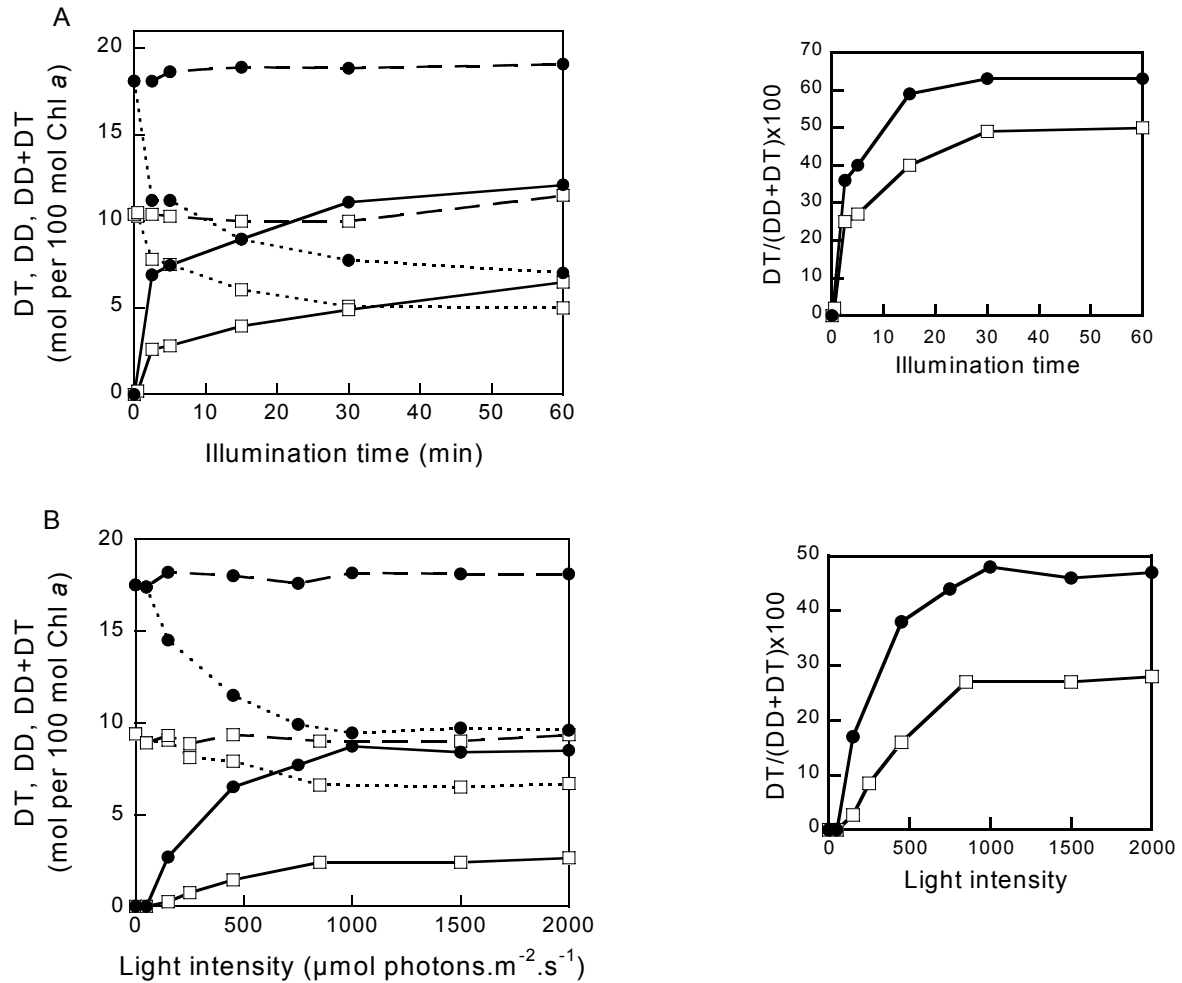 A
DT, DD, DD+DT
(mol per 100 mol Chl a)
20
15
10
5
0
0 10 20 30 40 50 60
Illumination time (min)
DT/(DD+DT)x100
70
60
50
40
30
20
10
0
0 10 20 30 40 50 60
Illumination time
B
DT, DD, DD+DT
(mol per 100 mol Chl a)
20
15
10
5
0
0 500 1000 1500 2000
Light intensity (µmol photons.m-2.s-1)
DT/(DD+DT)x100
50
40
30
20
10
0
0 500 1000 1500 2000
Light intensity